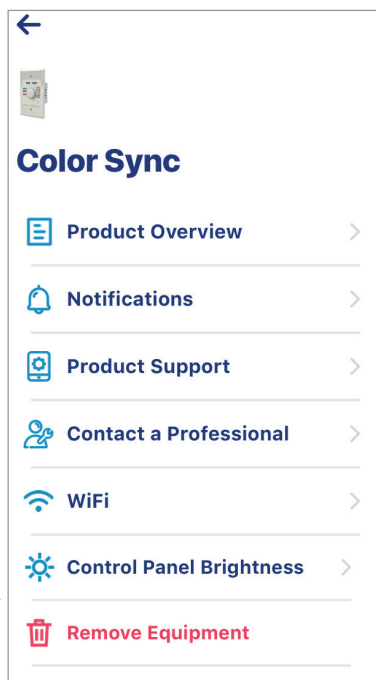 Color Sync
Product Overview
Notifications
Product Support
Contact a Professional
WiFi
Control Panel Brightness
Remove Equipment